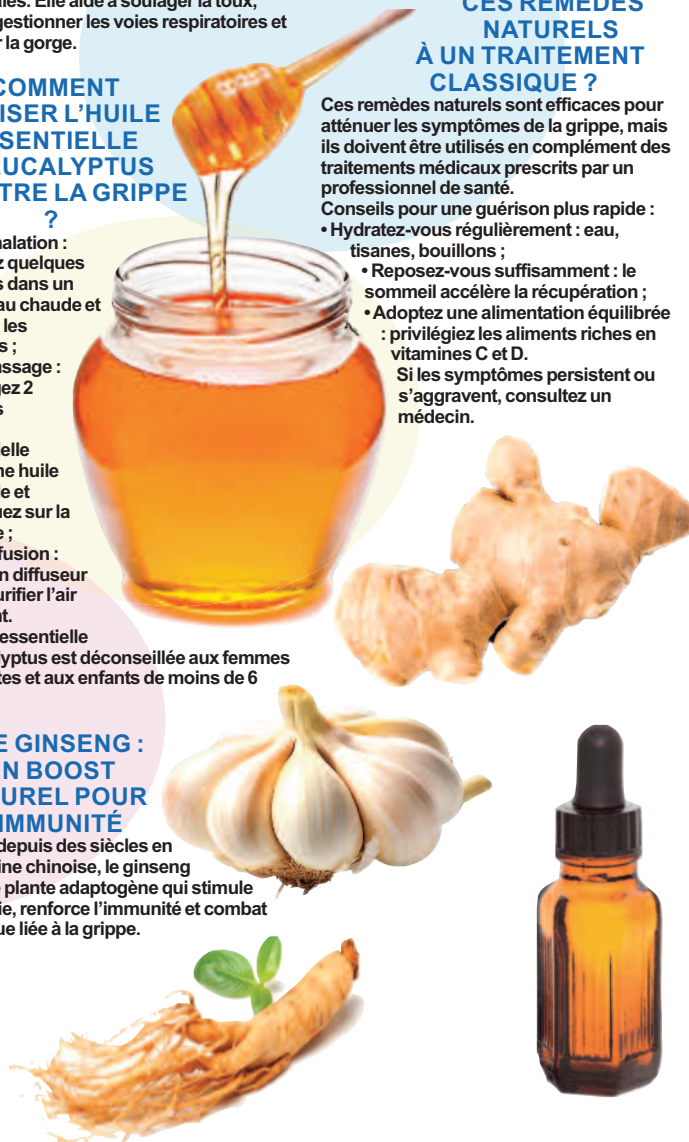 ales. Elle aide à soulager la toux,
gestionner les voies respiratoires et
r la gorge.
COMMENT
ISER L’HUILE
SENTIELLE
EUCALYPTUS
TRE LA GRIPPE
?
halation :
z quelques
s dans un
au chaude et
les
s ;
assage :
gez 2
s
ielle
ne huile
le et
uez sur la
e ;
fusion :
n diffuseur
urifier l’air
nt.
essentielle
lyptus est déconseillée aux femmes
tes et aux enfants de moins de 6
E GINSENG :
N BOOST
UREL POUR
IMMUNITÉ
depuis des siècles en
ine chinoise, le ginseng
e plante adaptogène qui stimule
ie, renforce l’immunité et combat
ue liée à la grippe.
CES REMÈDES
NATURELS
À UN TRAITEMENT
CLASSIQUE ?
Ces remèdes naturels sont efficaces pour
atténuer les symptômes de la grippe, mais
ils doivent être utilisés en complément des
traitements médicaux prescrits par un
professionnel de santé.
Conseils pour une guérison plus rapide :
• Hydratez-vous régulièrement : eau,
tisanes, bouillons ;
• Reposez-vous suffisamment : le
sommeil accélère la récupération ;
• Adoptez une alimentation équilibrée
: privilégiez les aliments riches en
vitamines C et D.
Si les symptômes persistent ou
s’aggravent, consultez un
médecin.